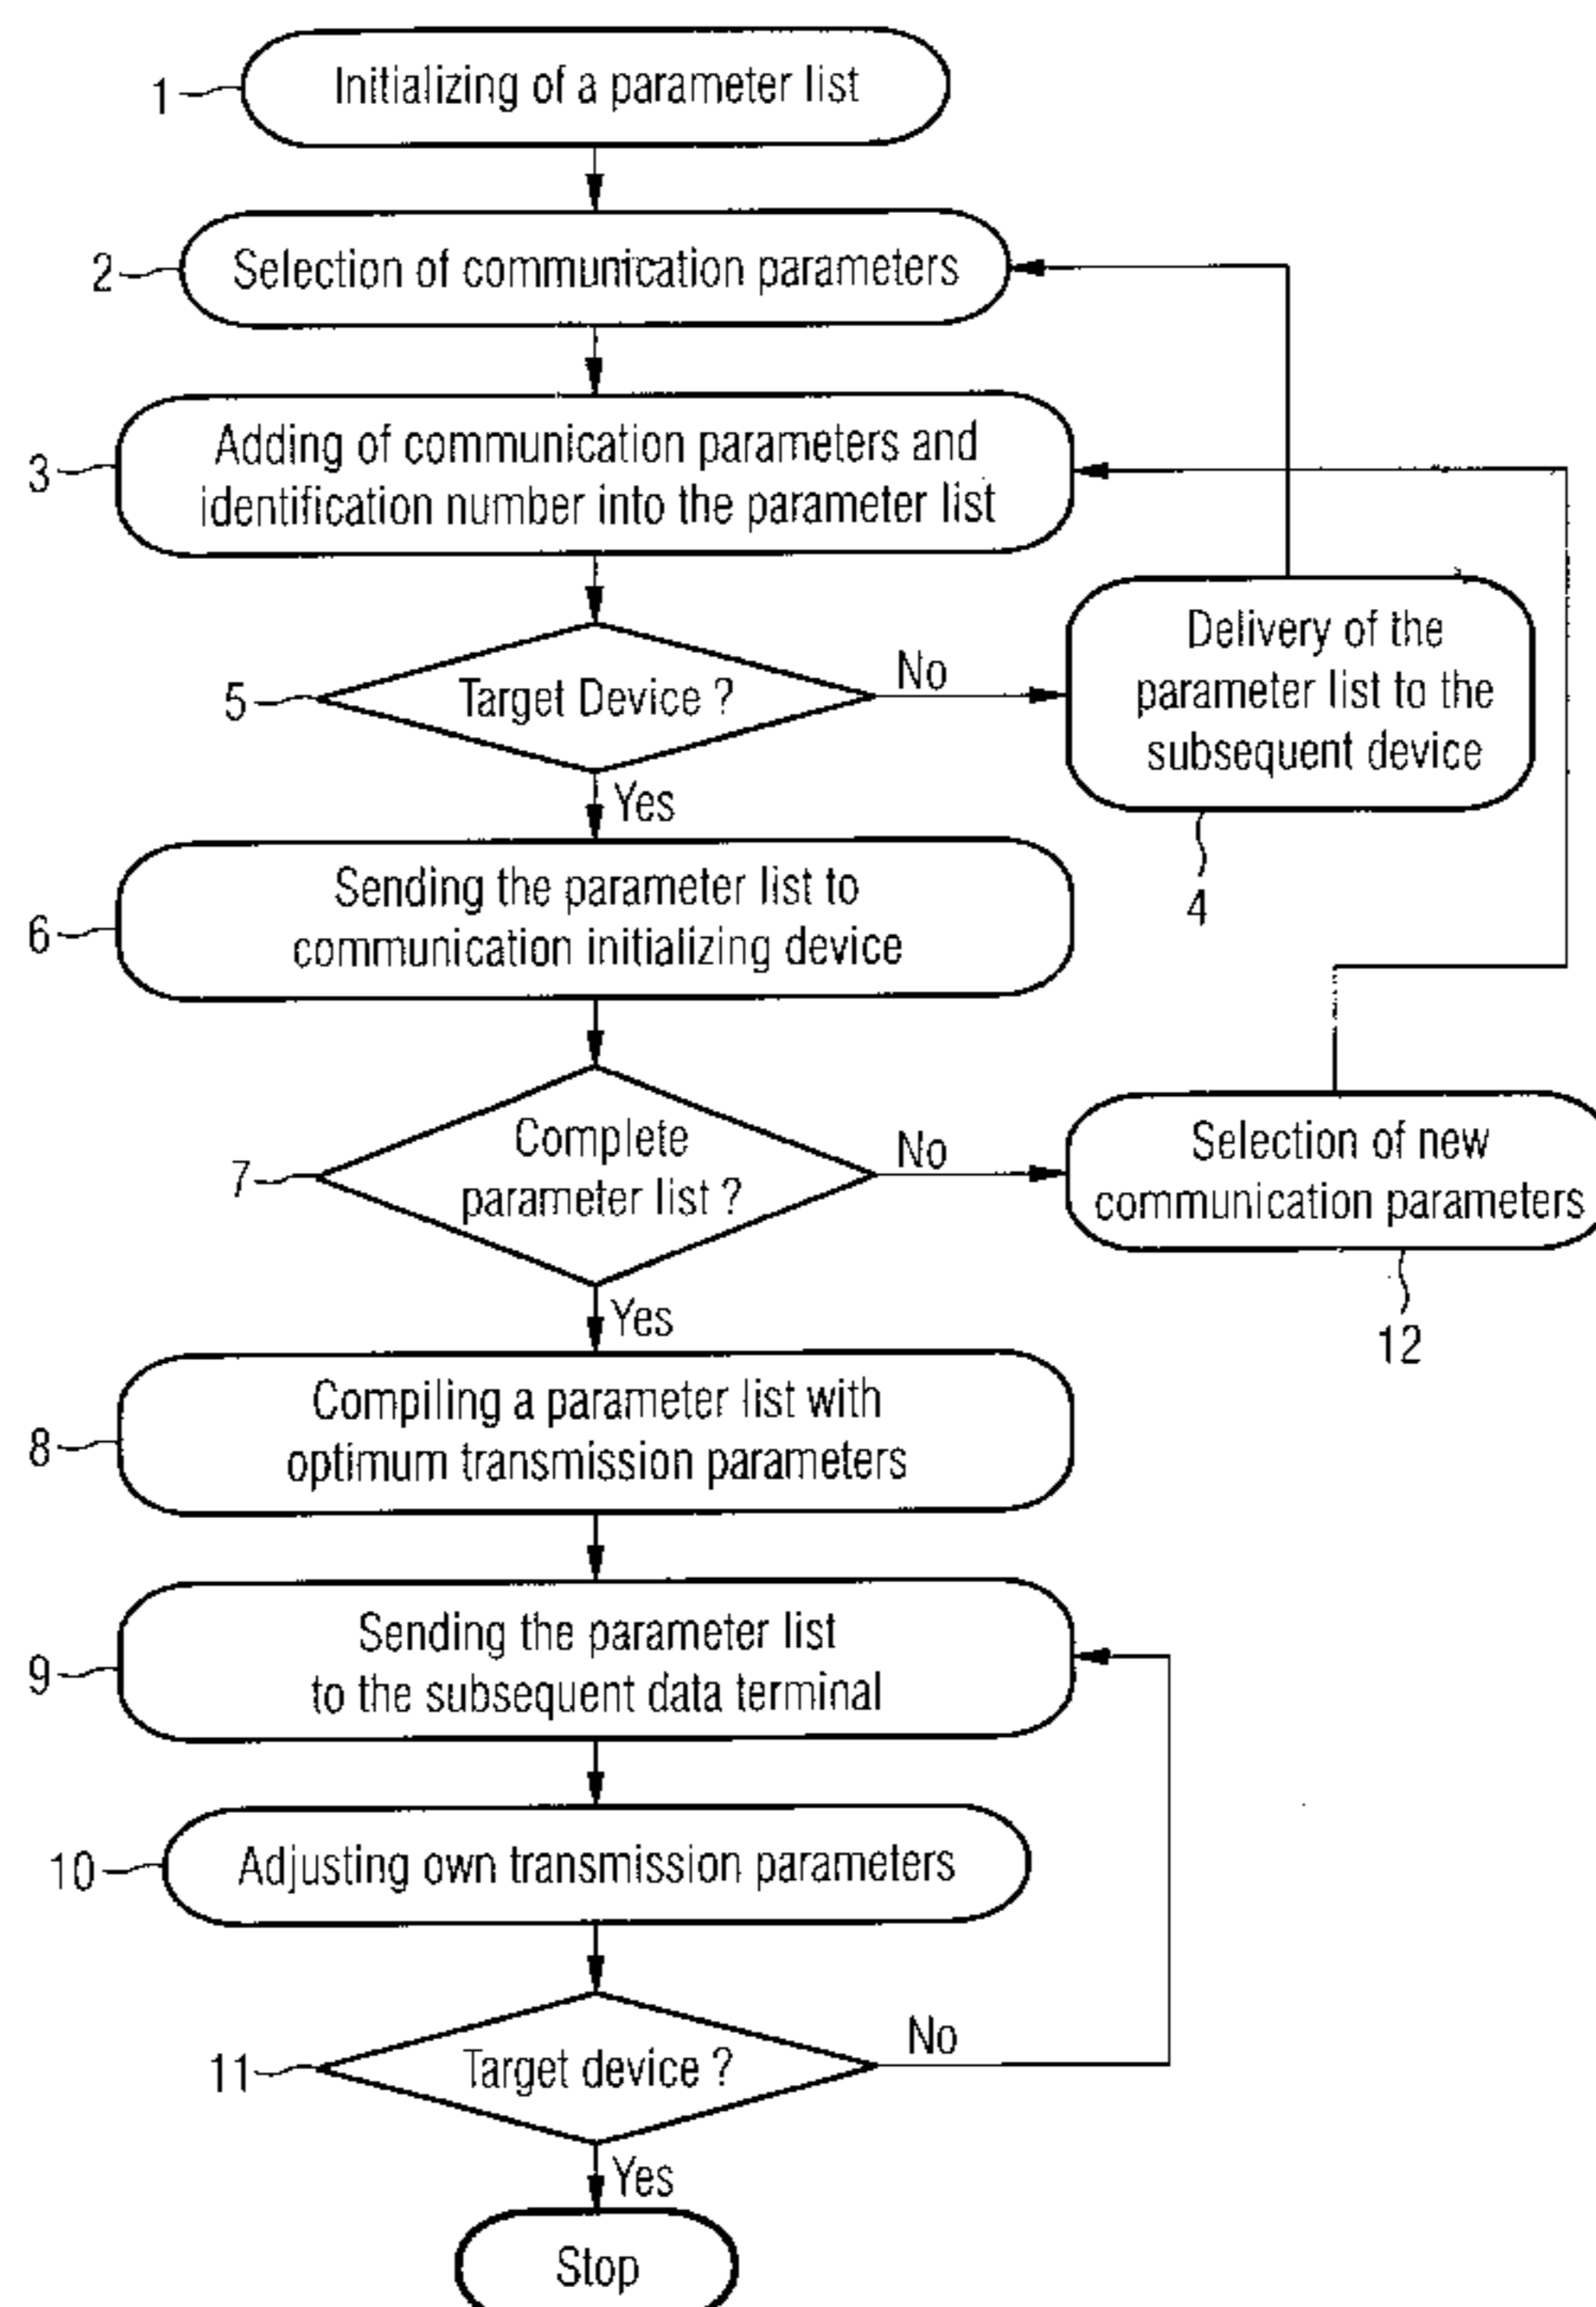 1
Initializing of a parameter list
2
Selection of communication parameters
3
Adding of communication parameters and
identification number into the parameter list
5
Target Device ?
No
Delivery of the
parameter list to the
subsequent device
4
Yes
6
Sending the parameter list to
communication initializing device
7
Complete
parameter list ?
No
Selection of new
communication parameters
12
Yes
8
Compiling a parameter list with
optimum transmission parameters
9
Sending the parameter list
to the subsequent data terminal
10
Adjusting own transmission parameters
11
Target device ?
No
Yes
Stop